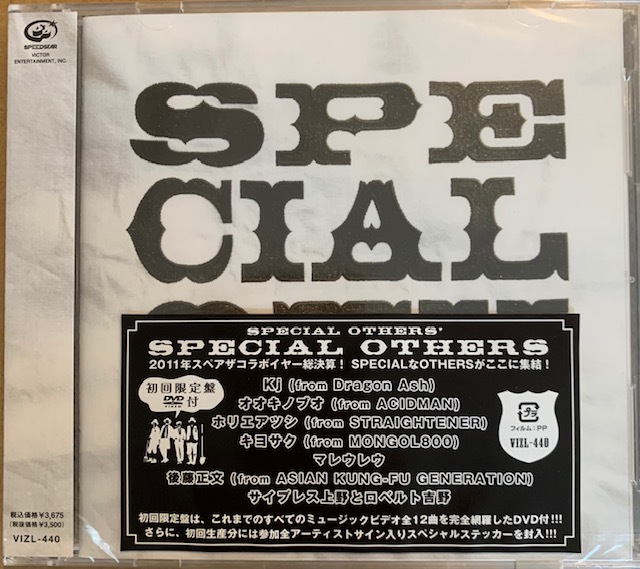 SPEEDSTAR
VICTOR
ENTERTAINMENT, INC.
SPE
CIAL
SPECIAL OTHERS'
SPECIAL OTHERS
2011年スペアザコラボイヤー総決算！ SPECIALなOTHERSがここに集結！
初回限定盤
DVD
VIDEO
付
Kj (from Dragon Ash)
オオキノブオ (from ACIDMAN)
ホリエアツシ (from STRAIGHTENER)
キヨサク (from MONGOL800)
マレウレウ
後藤正文 (from ASIAN KUNG-FU GENERATION)
サイプレス上野とロベルト吉野
プラ
フィルム：PP
VIZL-440
初回限定盤は、これまでのすべてのミュージックビデオ全12曲を完全網羅したDVD付!!!
さらに、初回生産分には参加全アーティストサイン入りスペシャルステッカーを封入!!!
税込価格¥3,675
(税抜価格¥3,500)
VIZL-440